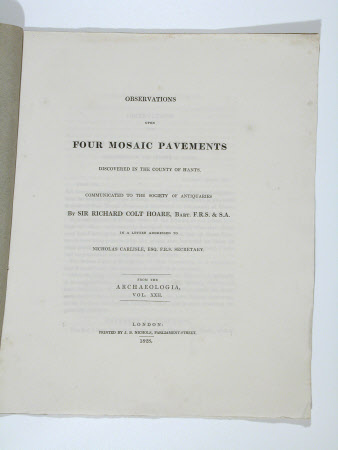 OBSERVATIONS
UPON
FOUR MOSAIC PAVEMENTS
DISCOVERED IN THE COUNTY OF HANTS,
COMMUNICATED TO THE SOCIETY OF ANTIQUARIES
BY SIR RICHARD COLT HOARE, BART. F.R.S. & S.A.
IN A LETTER ADDRESSED TO
NICHOLAS CARLISLE, ESQ. F.R.S. SECRETARY.
FROM THE
ARCHAEOLOGIA,
VOL. XXII.
LONDON:
PRINTED BY J. B. NICHOLS, PARLIAMENT-STREET.
1828.